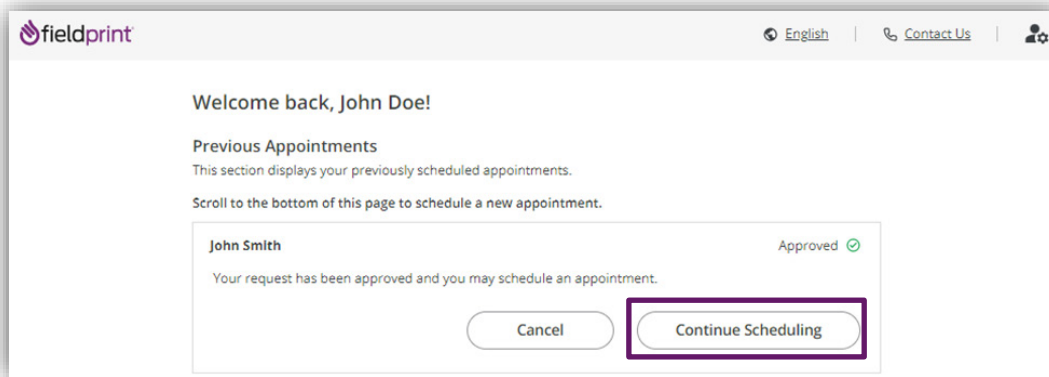 fieldprint
English | Contact Us |
Welcome back, John Doe!
Previous Appointments
This section displays your previously scheduled appointments.
Scroll to the bottom of this page to schedule a new appointment.
John Smith Approved
Your request has been approved and you may schedule an appointment.
Cancel Continue Scheduling